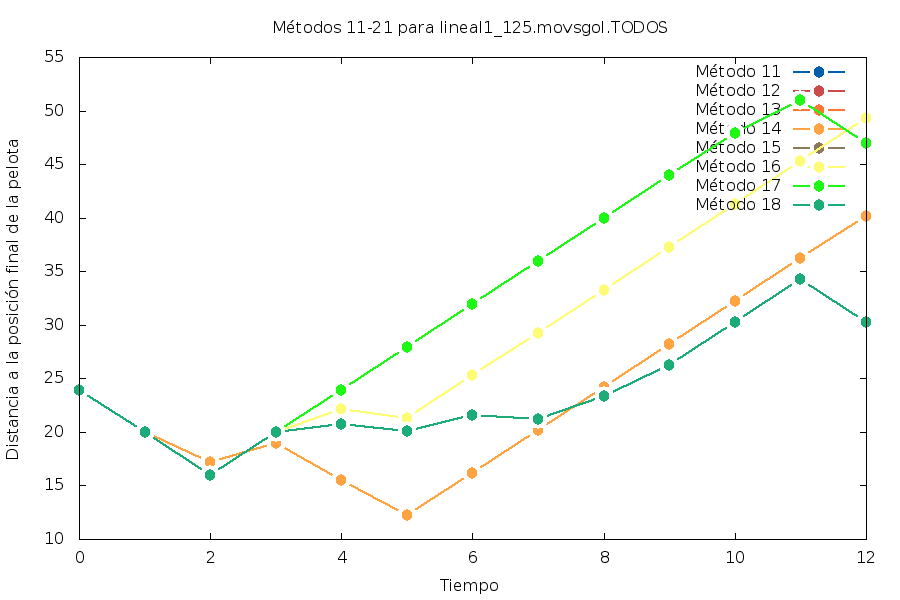 Métodos 11-21 para lineal1_125.movsgol.TODOS
55
50
45
40
35
30
25
20
15
10
Distancia a la posición final de la pelota
Método 11
Método 12
Método 13
Método 14
Método 15
Método 16
Método 17
Método 18
0 2 4 6 8 10 12
Tiempo